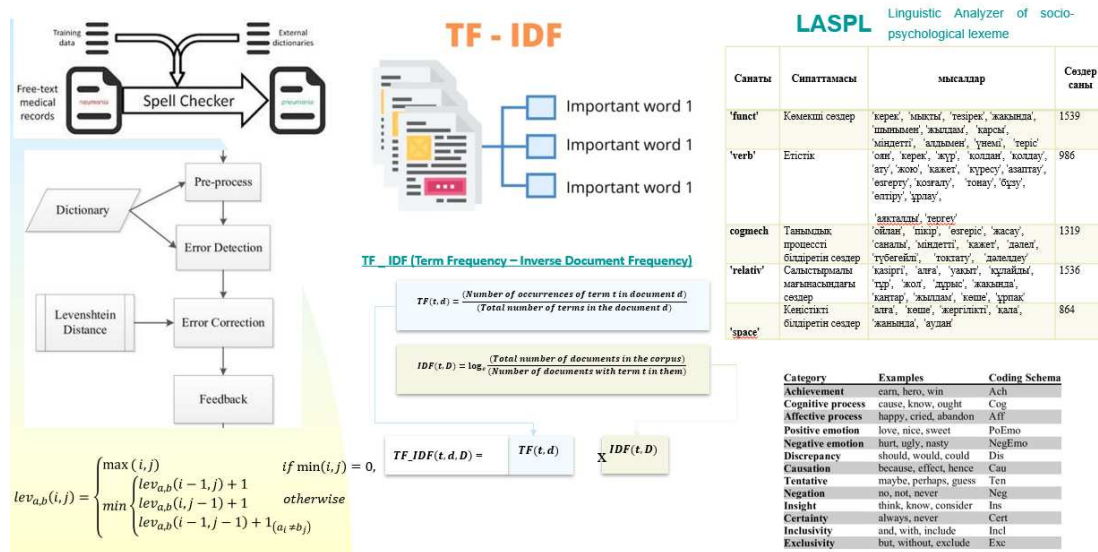 Training
data
External
dictionaries
Free-text
medical
records
neumonia
Spell Checker
pneumonia
Dictionary
Pre-process
Error Detection
Levenshtein
Distance
Error Correction
Feedback
lev_{a,b}(i,j) = { max (i,j) if min(i,j) = 0,
min { lev_{a,b}(i − 1,j) + 1
lev_{a,b}(i,j − 1) + 1 otherwise
lev_{a,b}(i − 1,j − 1) + 1_{(a_i≠b_j)}
TF - IDF
Important word 1
Important word 1
Important word 1
TF _ IDF (Term Frequency – Inverse Document Frequency)
TF(t,d) = (Number of occurrences of term t in document d) / (Total number of terms in the document d)
IDF(t,D) = log_e (Total number of documents in the corpus) / (Number of documents with term t in them)
TF_IDF(t,d,D) = TF(t,d) X IDF(t,D)
LASPL
Linguistic Analyzer of socio-
psychological lexeme
Санаты Сипаттамасы мысалдар Сөздер
саны
'funct' Көмекші сөздер 'керек', 'мықты', 'тезірек', 'жақында', 1539
'шынымен', 'жылдам', 'қарсы',
'міндетті', 'алдымен', 'үнемі', 'теріс'
'verb' Етістік 'оян', 'керек', 'жүр', 'қолдан', 'қолдау', 986
'ату', 'жою', 'қажет', 'күресу', 'азаптау',
'өзгерту', 'қозғалу', 'тонау', 'бұзу',
'өлтіру', 'ұрлау',
'аяқталды', 'тергеу'
cogmech Танымдық 'ойлан', 'пікір', 'өзгеріс', 'жасау', 1319
процессті 'саналы', 'міндетті', 'қажет', 'дәлел',
білдіретін сөздер 'түбегейлі', 'тоқтату', 'дәлелдеу'
'relativ' Салыстырмалы 'қазіргі', 'алға', 'уақыт', 'құлайды', 1536
мағынасындағы 'тұр', 'жол', 'дұрыс', 'жақында',
сөздер 'қантар', 'жылдам', 'көше', 'ұрпақ'
Кеңістікті 'алға', 'көше', 'жергілікті', 'қала', 864
'space' білдіретін сөздер 'жанында', 'аудан'
Category Examples Coding Schema
Achievement earn, hero, win Ach
Cognitive process cause, know, ought Cog
Affective process happy, cried, abandon Aff
Positive emotion love, nice, sweet PoEmo
Negative emotion hurt, ugly, nasty NegEmo
Discrepancy should, would, could Dis
Causation because, effect, hence Cau
Tentative maybe, perhaps, guess Ten
Negation no, not, never Neg
Insight think, know, consider Ins
Certainty always, never Cert
Inclusivity and, with, include Incl
Exclusivity but, without, exclude Exc